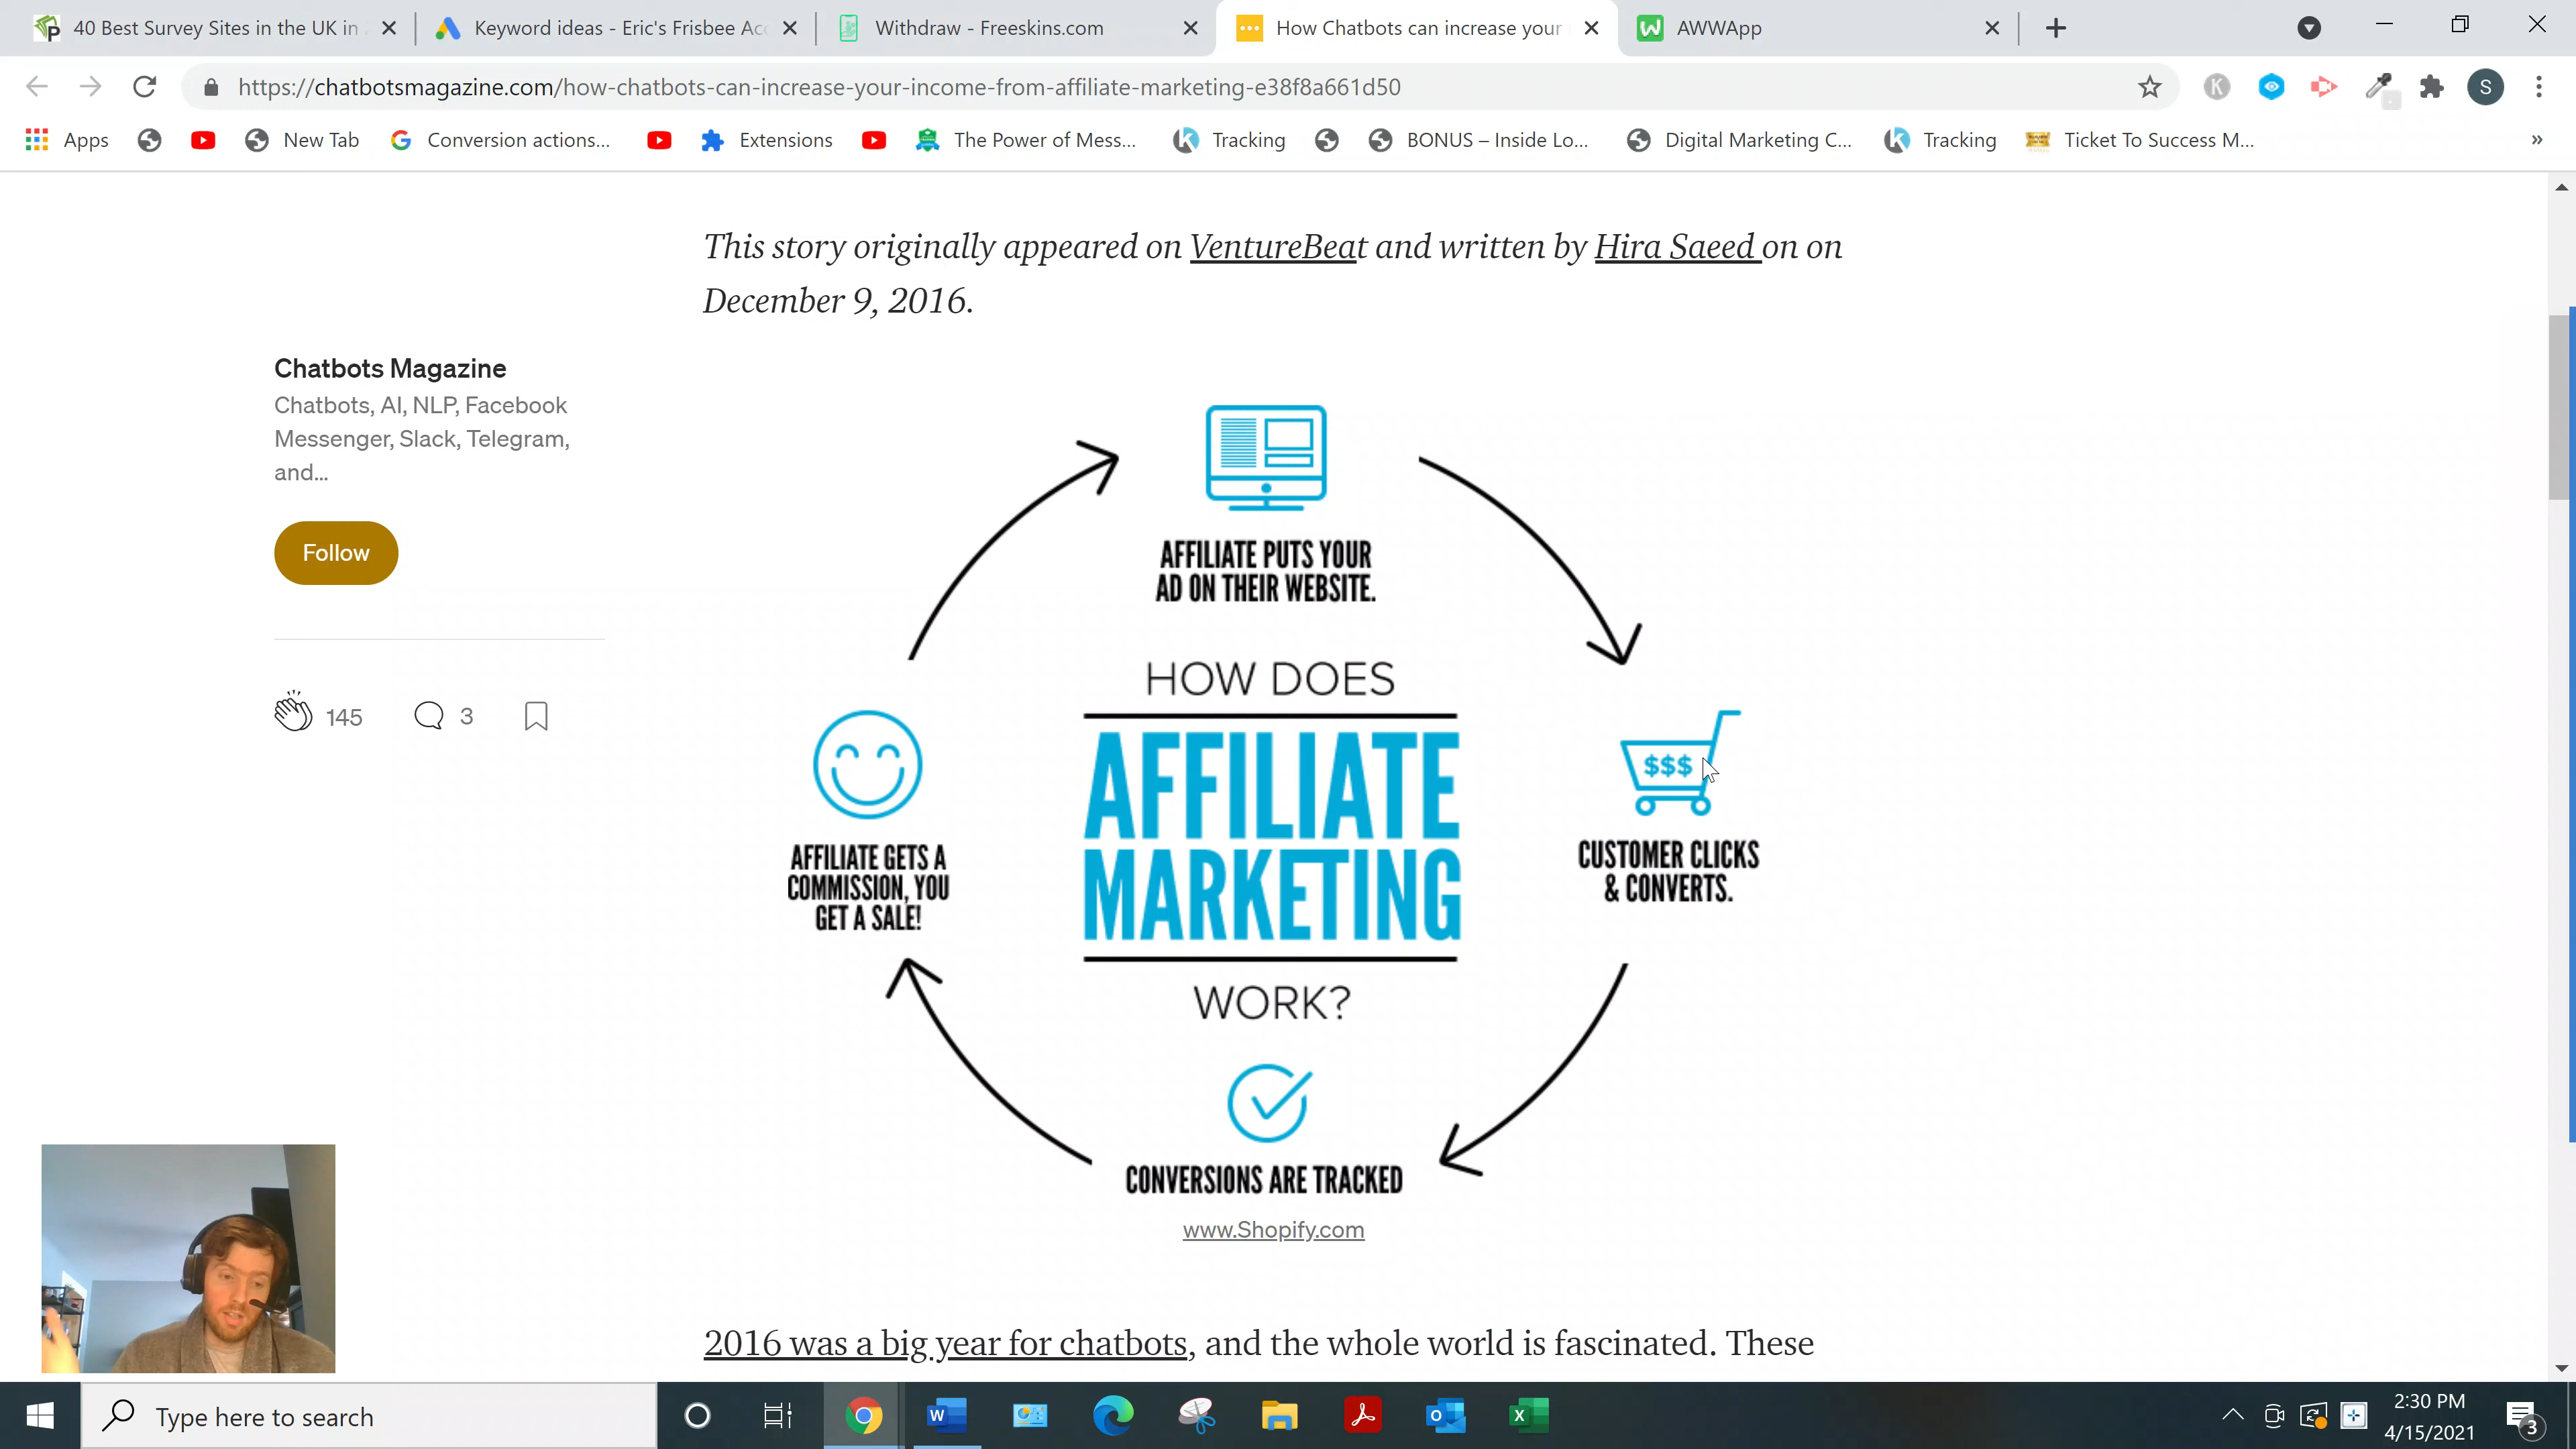 40 Best Survey Sites in the UK in
Keyword ideas - Eric's Frisbee Acc
Withdraw - Freeskins.com
How Chatbots can increase your
AWWApp
https://chatbotsmagazine.com/how-chatbots-can-increase-your-income-from-affiliate-marketing-e38f8a661d50
K
S
Apps
New Tab
Conversion actions...
Extensions
The Power of Mess...
Tracking
BONUS – Inside Lo...
Digital Marketing C...
Tracking
Ticket To Success M...
»
This story originally appeared on VentureBeat and written by Hira Saeed on on
December 9, 2016.
Chatbots Magazine
Chatbots, AI, NLP, Facebook
Messenger, Slack, Telegram,
and...
Follow
145
3
AFFILIATE PUTS YOUR
AD ON THEIR WEBSITE.
HOW DOES
AFFILIATE
MARKETING
WORK?
$$$
CUSTOMER CLICKS
& CONVERTS.
AFFILIATE GETS A
COMMISSION, YOU
GET A SALE!
CONVERSIONS ARE TRACKED
www.Shopify.com
2016 was a big year for chatbots, and the whole world is fascinated. These
Type here to search
2:30 PM
4/15/2021
3